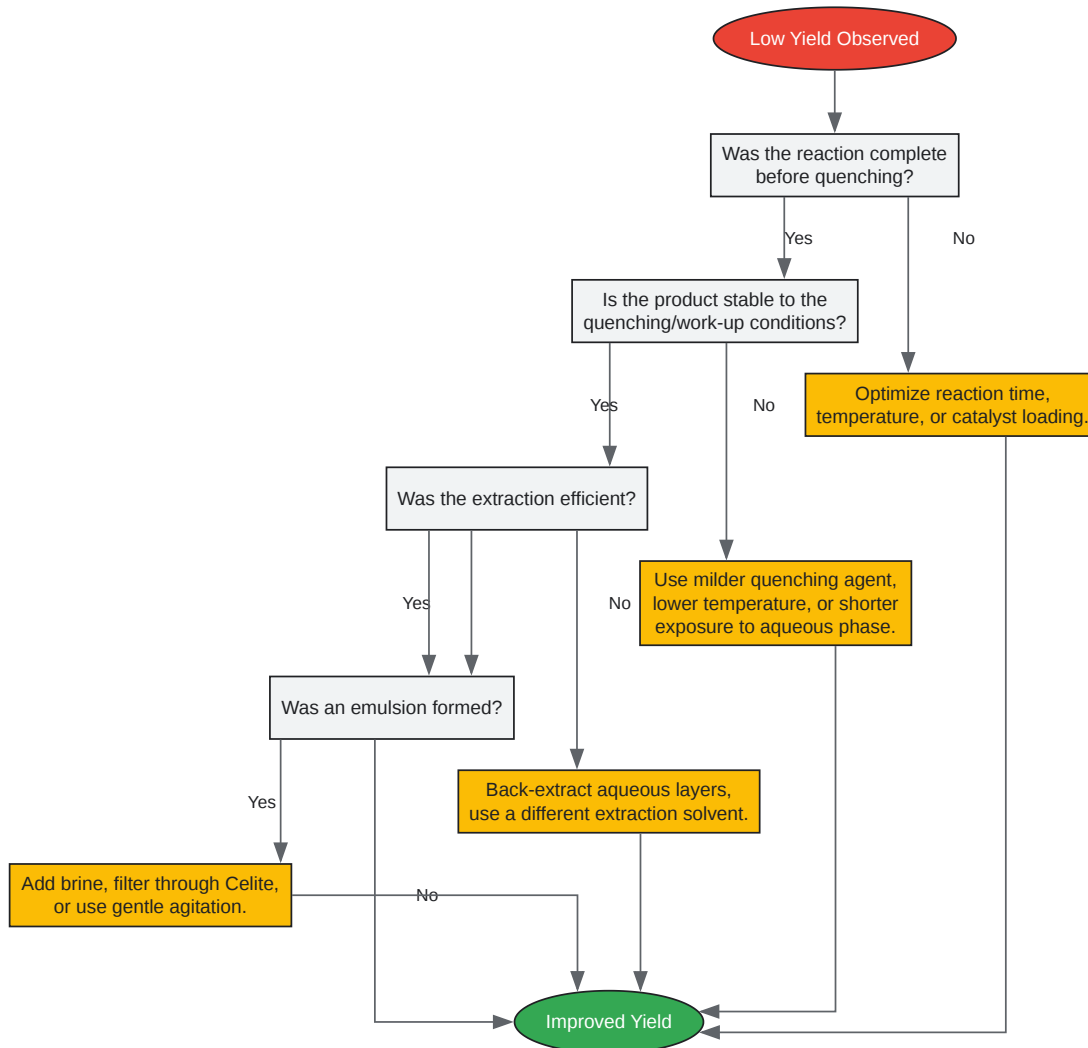 Low Yield Observed
Was the reaction complete
before quenching?
Yes
No
Is the product stable to the
quenching/work-up conditions?
Yes
No
Optimize reaction time,
temperature, or catalyst loading.
Was the extraction efficient?
Yes
No
Use milder quenching agent,
lower temperature, or shorter
exposure to aqueous phase.
Was an emulsion formed?
Yes
No
Back-extract aqueous layers,
use a different extraction solvent.
Add brine, filter through Celite,
or use gentle agitation.
Improved Yield